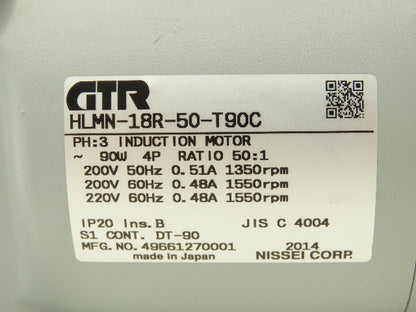 GTR
HLMN-18R-50-T90C
PH:3 INDUCTION MOTOR
~ 90W 4P RATIO 50:1
200V 50Hz 0.51A 1350rpm
200V 60Hz 0.48A 1550rpm
220V 60Hz 0.48A 1550rpm
IP20 Ins.B JIS C 4004
S1 CONT. DT-90
MFG.NO.49661270001 2014
made in Japan NISSEI CORP.